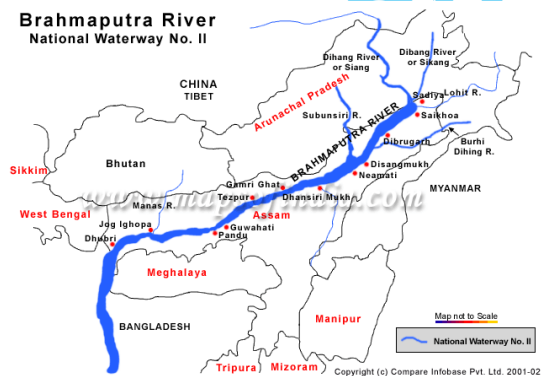 Brahmaputra River
National Waterway No. II
Dihang River
or Siang
Dibang River
or Sikang
CHINA
TIBET
Arunachal Pradesh
Sadiya
Lohit R.
Saikhoa
Subunsiri R.
BRAHMAPUTRA RIVER
Dibrugarh
Burhi
Dihing R.
Sikkim
Bhutan
Disangmukh
Neamati
MYANMAR
Gamri Ghat
Tezpur
Dhansiri Mukh
www.mapsofindia.com
West Bengal
Manas R.
Assam
Jog Ighopa
Guwahati
Pandu
Dhubri
Meghalaya
BANGLADESH
Manipur
Map not to Scale
National Waterway No. II
Tripura
Mizoram
Copyright (c) Compare Infobase Pvt. Ltd. 2001-02